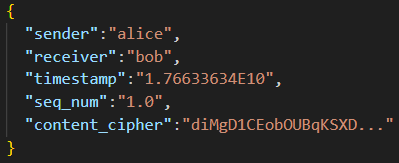 {
"sender":"alice",
"receiver":"bob",
"timestamp":"1.76633634E10",
"seq_num":"1.0",
"content_cipher":"diMgD1CEobOUBqKSXD..."
}